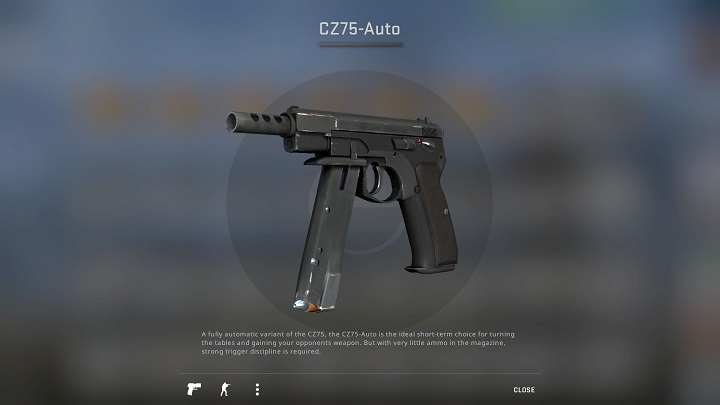 CZ75-Auto
A fully automatic variant of the CZ75, the CZ75-Auto is the ideal short-term choice for turning
the tables and gaining your opponents weapon. But with very little ammo in the magazine,
strong trigger discipline is required.
CLOSE